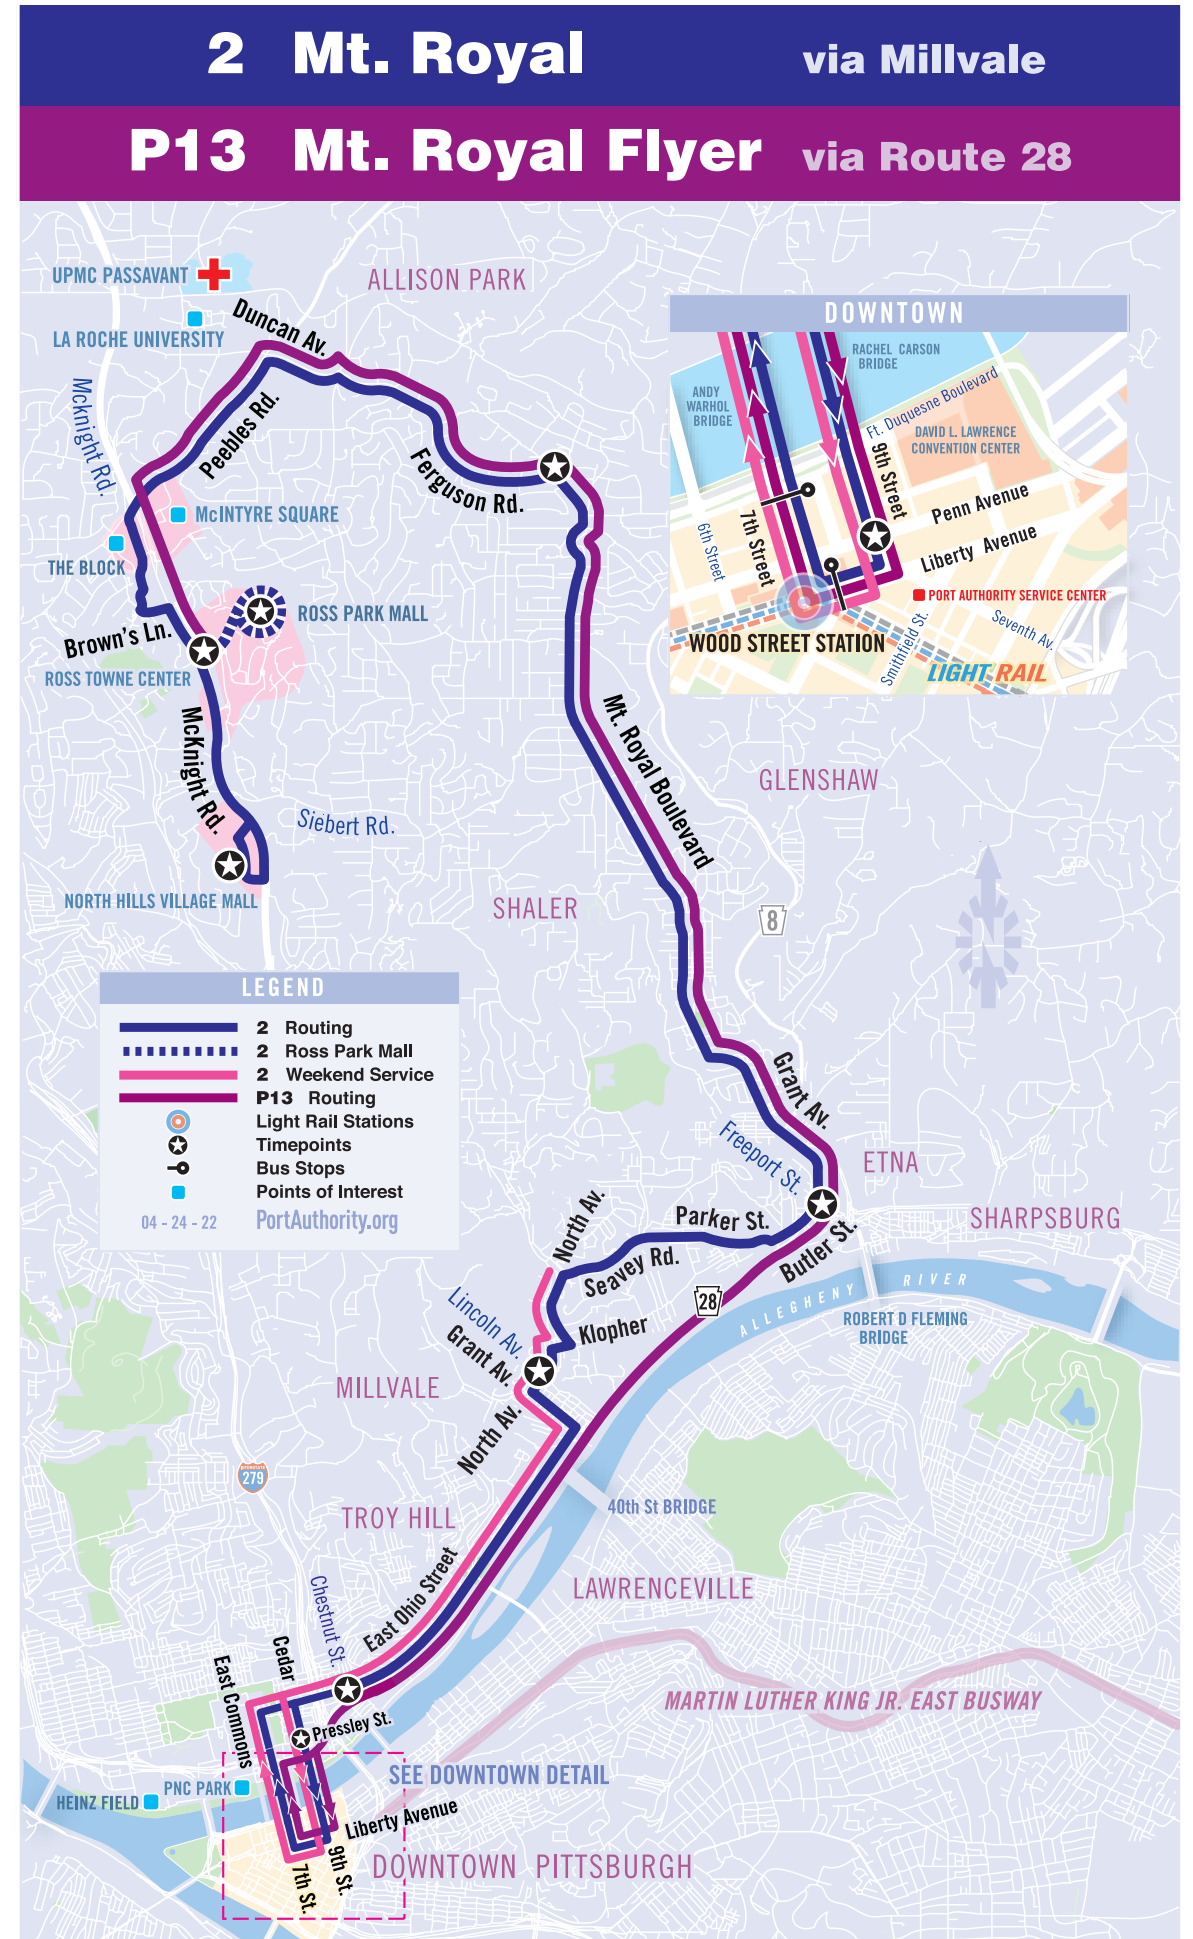 2 Mt. Royal via Millvale
P13 Mt. Royal Flyer via Route 28
UPMC PASSAVANT
ALLISON PARK
LA ROCHE UNIVERSITY
Duncan Av.
Mcknight Rd.
Peebles Rd.
Ferguson Rd.
McINTYRE SQUARE
THE BLOCK
ROSS PARK MALL
Brown's Ln.
ROSS TOWNE CENTER
McKnight Rd.
Siebert Rd.
NORTH HILLS VILLAGE MALL
DOWNTOWN
RACHEL CARSON
BRIDGE
ANDY
WARHOL
BRIDGE
Ft. Duquesne Boulevard
DAVID L. LAWRENCE
CONVENTION CENTER
9th Street
Penn Avenue
7th Street
6th Street
Liberty Avenue
PORT AUTHORITY SERVICE CENTER
WOOD STREET STATION
Smithfield St.
Seventh Av.
LIGHT RAIL
Mt. Royal Boulevard
GLENSHAW
SHALER
8
N
LEGEND
2 Routing
2 Ross Park Mall
2 Weekend Service
P13 Routing
Light Rail Stations
Timepoints
Bus Stops
Points of Interest
04 - 24 - 22 PortAuthority.org
Grant Av.
Freeport St.
ETNA
SHARPSBURG
North Av.
Parker St.
Seavey Rd.
Butler St.
28
ALLEGHENY RIVER
ROBERT D FLEMING
BRIDGE
Lincoln Av.
Grant Av.
Klopher
MILLVALE
North Av.
INTERSTATE
279
40th St BRIDGE
TROY HILL
LAWRENCEVILLE
East Ohio Street
Chestnut St.
Cedar
East Commons
Pressley St.
MARTIN LUTHER KING JR. EAST BUSWAY
SEE DOWNTOWN DETAIL
PNC PARK
HEINZ FIELD
Liberty Avenue
9th St.
7th St.
DOWNTOWN PITTSBURGH